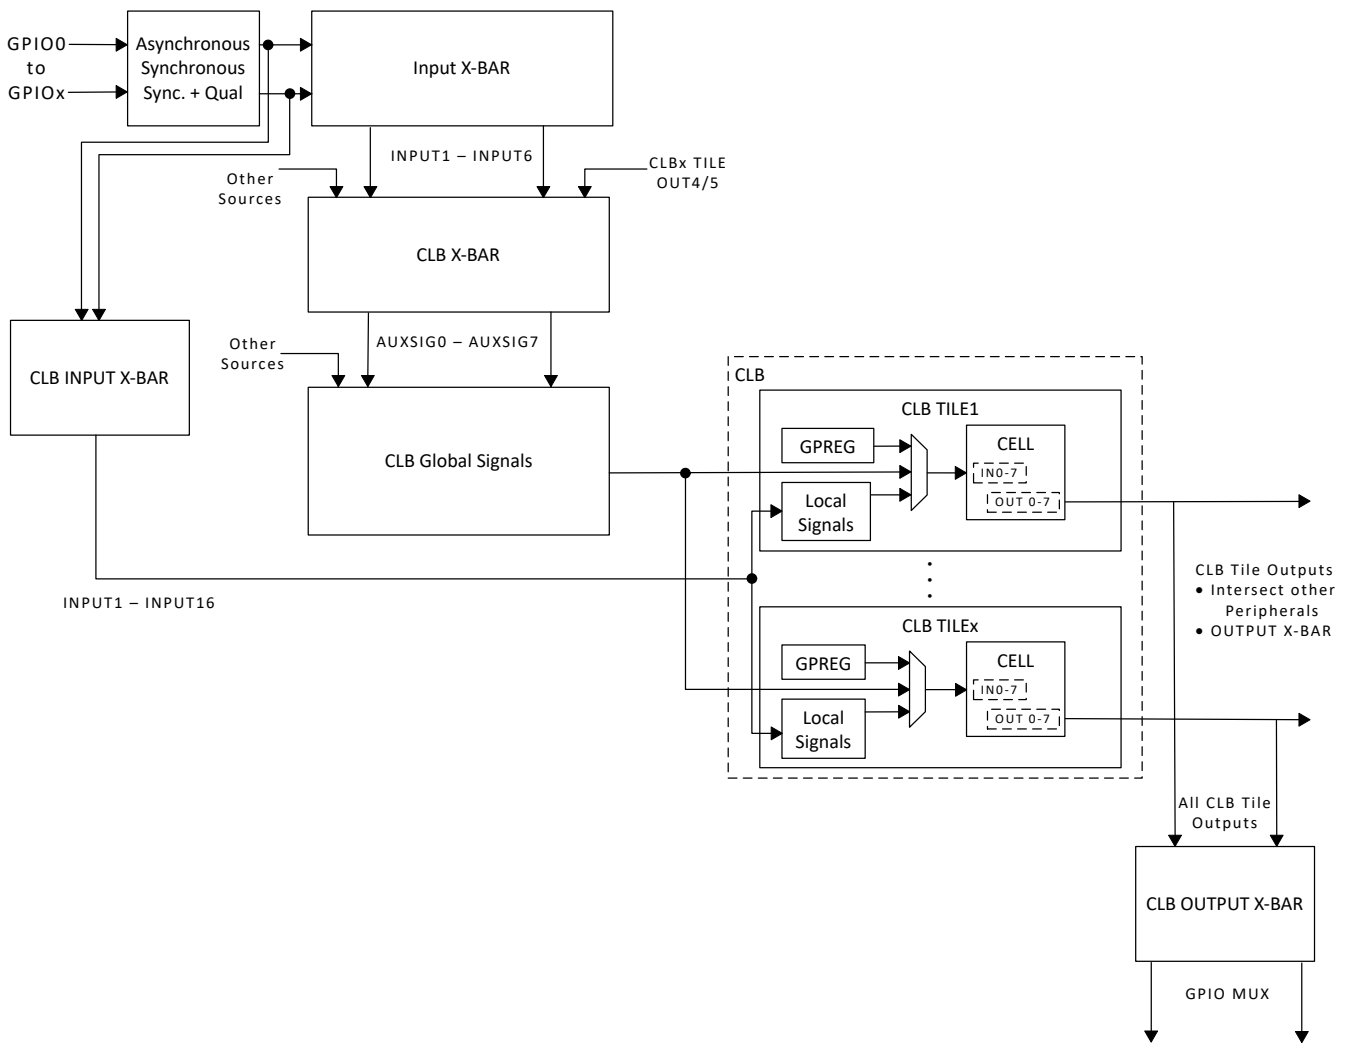 GPIO0
to
GPIOx
Asynchronous
Synchronous
Sync. + Qual
Input X-BAR
INPUT1 – INPUT6
Other
Sources
CLBx TILE
OUT4/5
CLB X-BAR
AUXSIG0 – AUXSIG7
Other
Sources
CLB INPUT X-BAR
CLB Global Signals
INPUT1 – INPUT16
CLB
CLB TILE1
GPREG
Local
Signals
CELL
IN0-7
OUT 0-7
CLB TILEx
GPREG
Local
Signals
CELL
IN0-7
OUT 0-7
CLB Tile Outputs
• Intersect other
Peripherals
• OUTPUT X-BAR
All CLB Tile
Outputs
CLB OUTPUT X-BAR
GPIO MUX